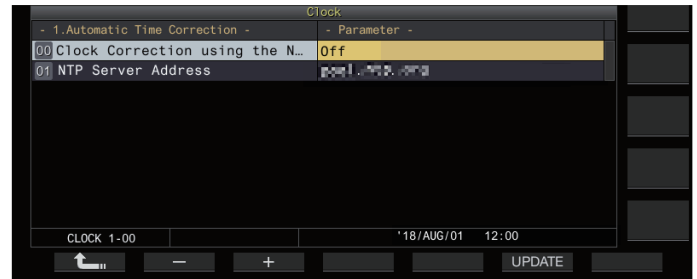 Clock
- 1.Automatic Time Correction - - Parameter -
00 Clock Correction using the N... Off
01 NTP Server Address
CLOCK 1-00 '18/AUG/01 12:00
- + UPDATE